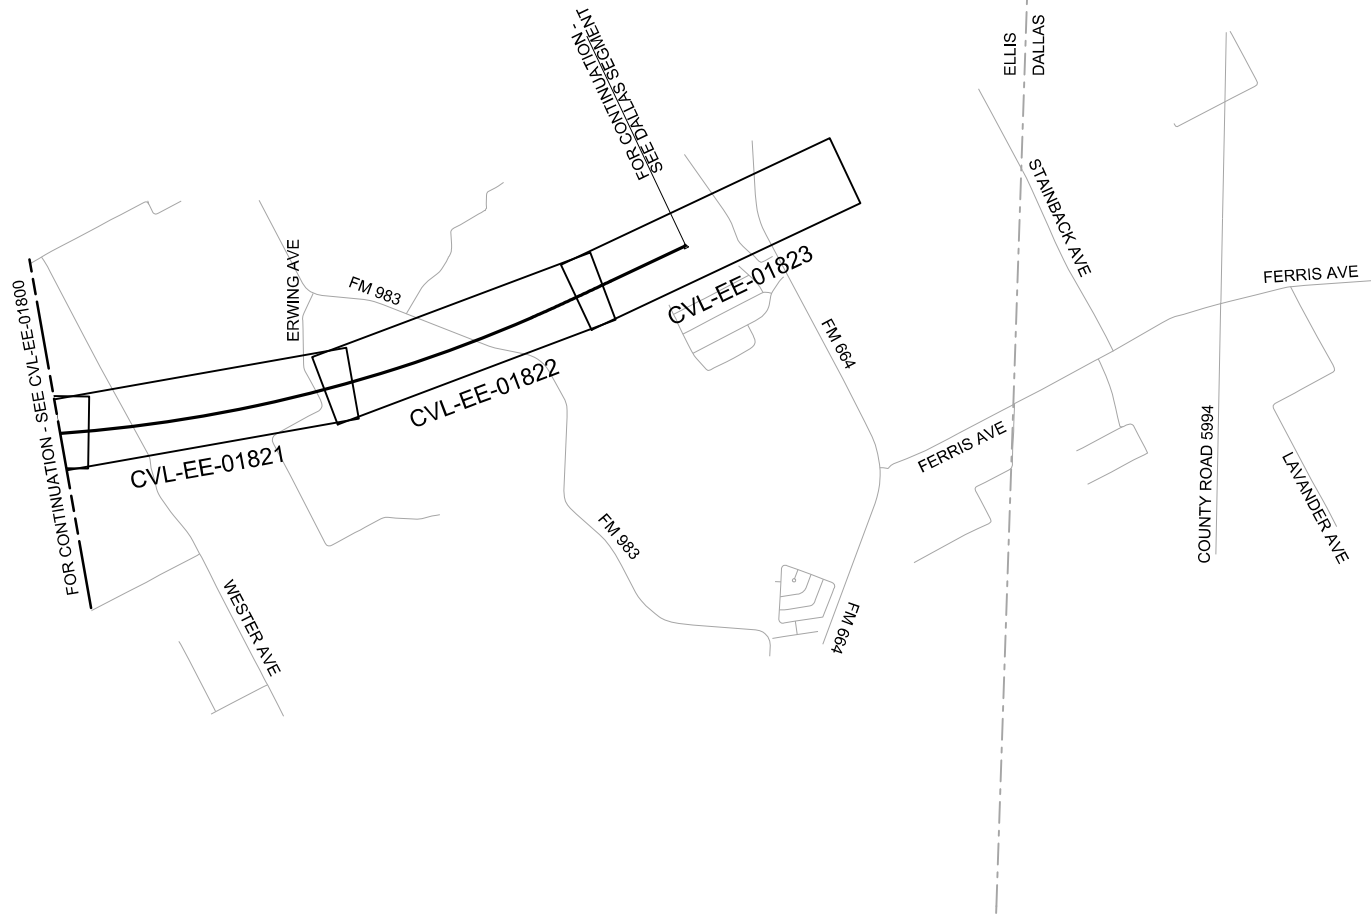 FOR CONTINUATION -
SEE DALLAS SEGMENT
ELLIS
DALLAS
STAINBACK AVE
FERRIS AVE
ERWING AVE
FM 983
CVL-EE-01823
FOR CONTINUATION - SEE CVL-EE-01800
FM 664
CVL-EE-01822
CVL-EE-01821
FERRIS AVE
COUNTY ROAD 5994
LAVANDER AVE
FM 983
WESTER AVE
FM 664